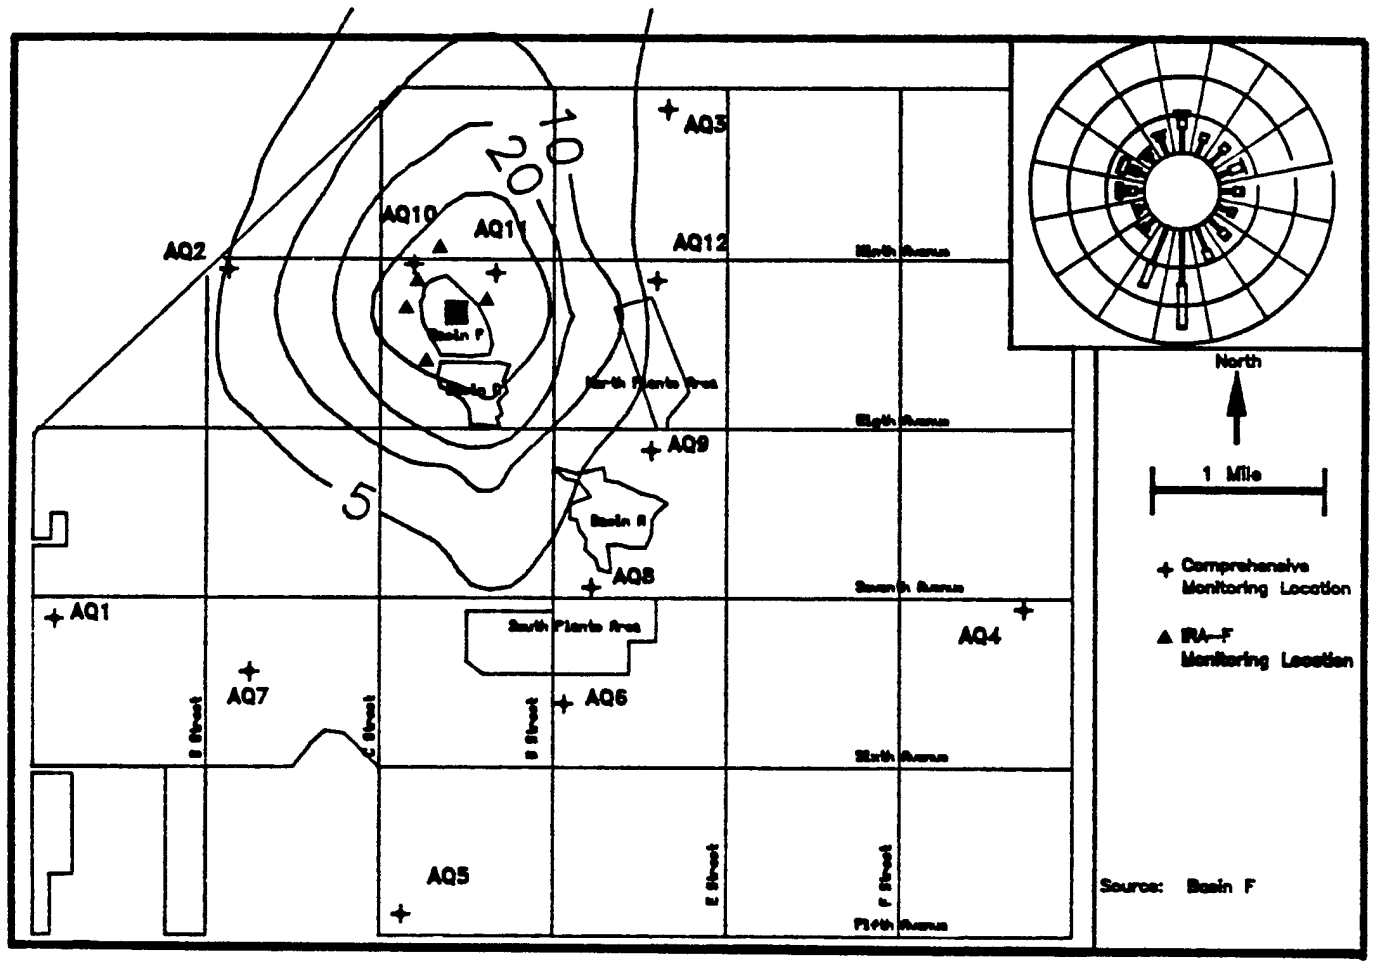 10
20
AQ3
AQ10
AQ11
AQ2
AQ12
Ninth Avenue
Basin F
North Plants Area
North
Eigth Avenue
AQ9
1 Mile
5
Basin A
Comprehensive
Monitoring Location
AQ8
Seventh Avenue
AQ1
South Plants Area
AQ4
IRA-F
Monitoring Location
AQ7
AQ6
C Street
D Street
Sixth Avenue
AQ5
E Street
F Street
Source: Basin F
Fifth Avenue